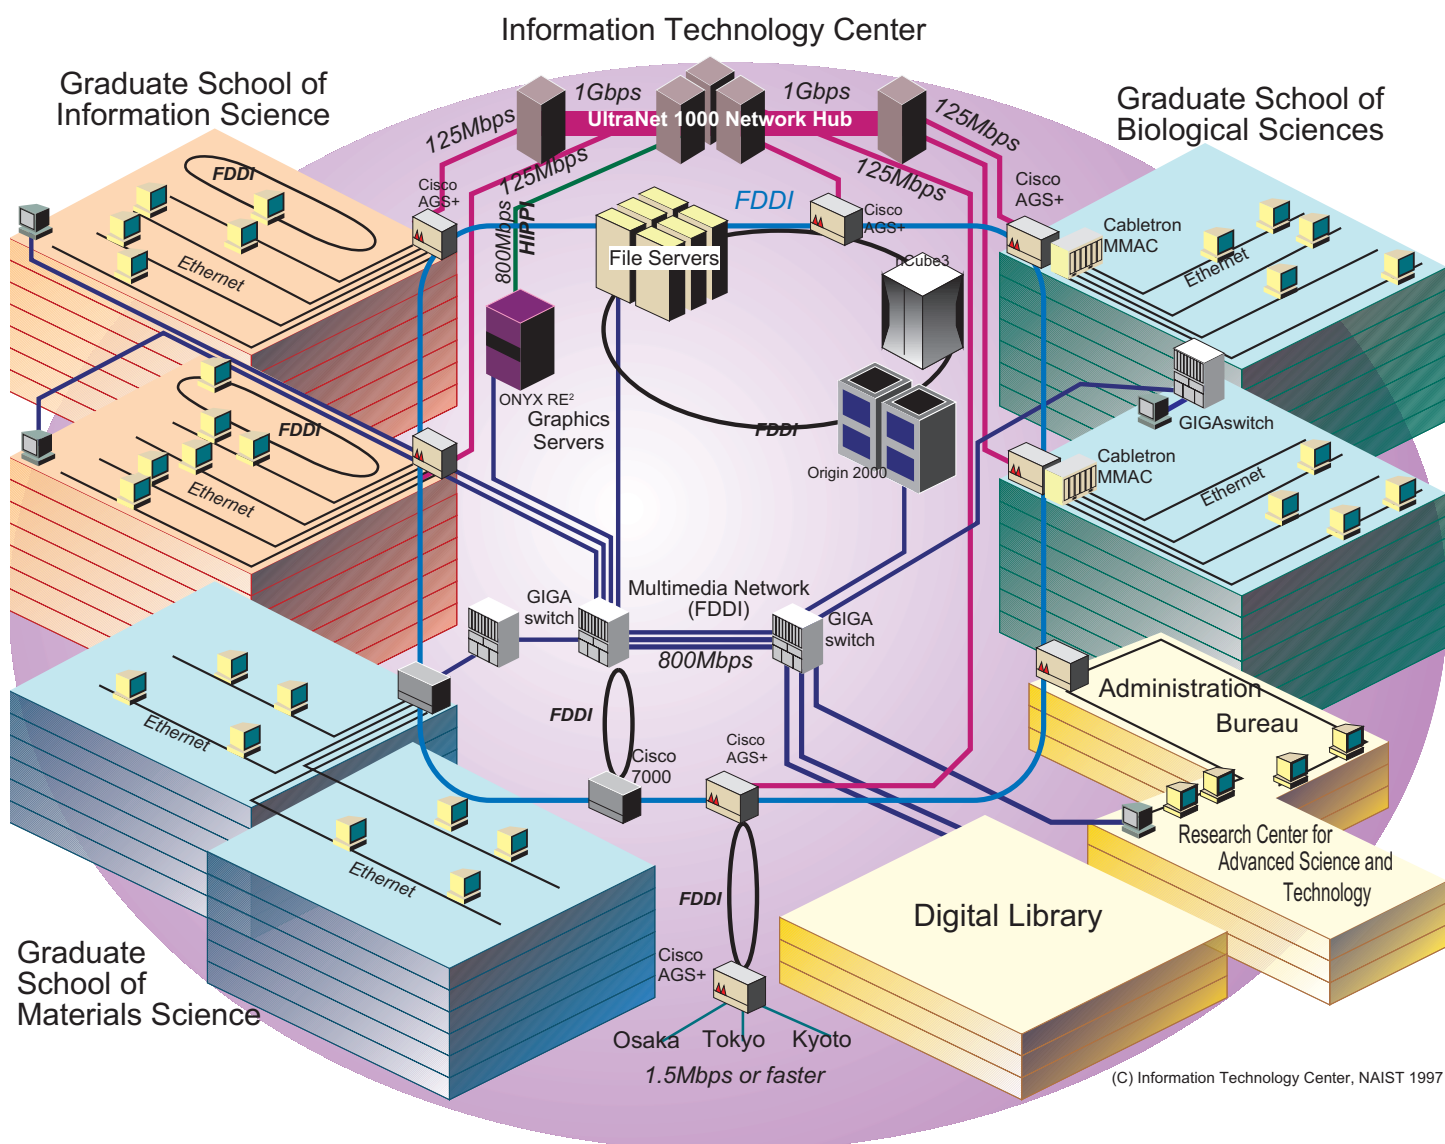 Information Technology Center
Graduate School of
Information Science
Graduate School of
Biological Sciences
1Gbps
1Gbps
UltraNet 1000 Network Hub
125Mbps
125Mbps
125Mbps
125Mbps
FDDI
Cisco
AGS+
800Mbps
HIPPI
FDDI
Cisco
AGS+
Cisco
AGS+
Cabletron
MMAC
Ethernet
Ethernet
File Servers
nCube3
ONYX RE²
Graphics
Servers
FDDI
FDDI
Origin 2000
GIGAswitch
Cabletron
MMAC
Ethernet
Ethernet
GIGA
switch
Multimedia Network
(FDDI)
GIGA
switch
800Mbps
FDDI
Cisco
7000
Cisco
AGS+
Administration
Bureau
Ethernet
Ethernet
Research Center for
Advanced Science and
Technology
FDDI
Digital Library
Graduate
School of
Materials Science
Cisco
AGS+
Osaka
Tokyo
Kyoto
1.5Mbps or faster
(C) Information Technology Center, NAIST 1997